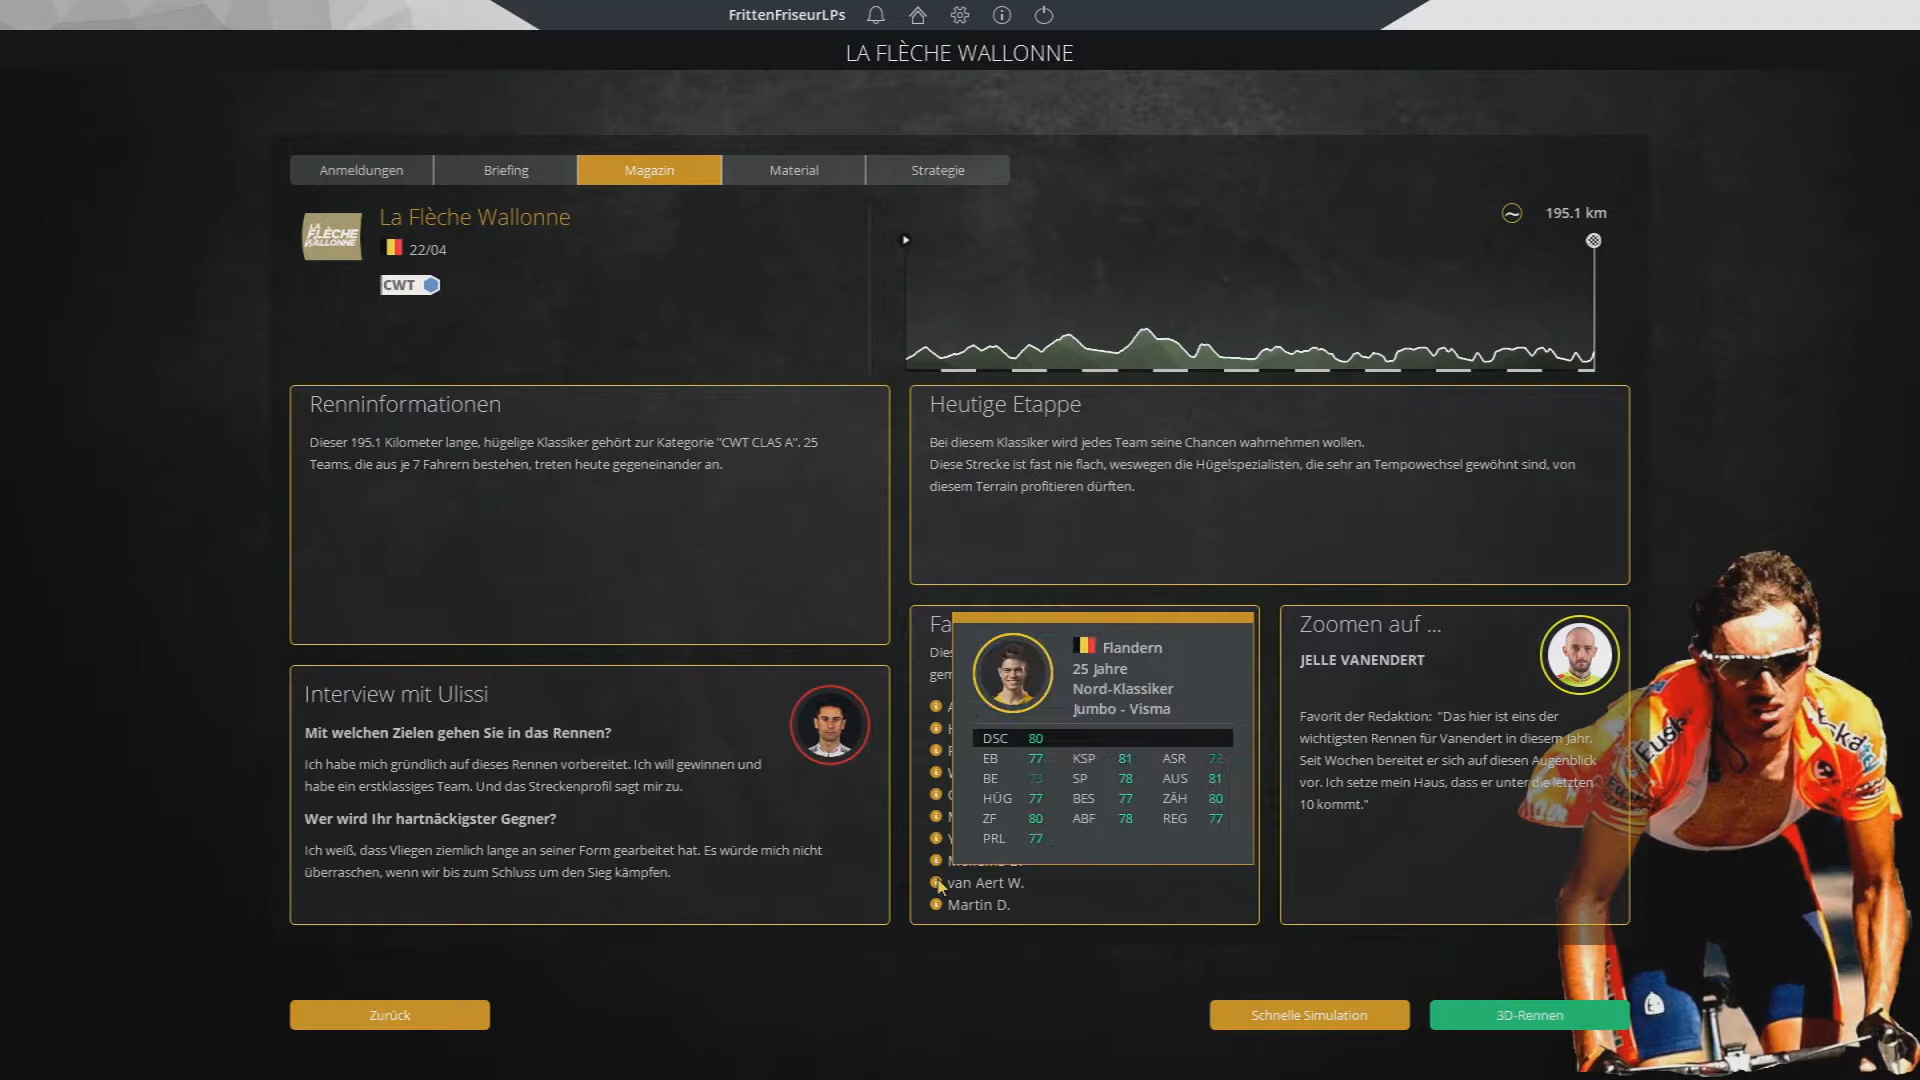 FrittenFriseurLPs
LA FLÈCHE WALLONNE
Anmeldungen
Briefing
Magazin
Material
Strategie
LA FLÈCHE WALLONNE
La Flèche Wallonne
22/04
CWT
195.1 km
Renninformationen
Dieser 195.1 Kilometer lange, hügelige Klassiker gehört zur Kategorie "CWT CLAS A". 25
Teams, die aus je 7 Fahrern bestehen, treten heute gegeneinander an.
Heutige Etappe
Bei diesem Klassiker wird jedes Team seine Chancen wahrnehmen wollen.
Diese Strecke ist fast nie flach, weswegen die Hügelspezialisten, die sehr an Tempowechsel gewöhnt sind, von
diesem Terrain profitieren dürften.
Interview mit Ulissi
Mit welchen Zielen gehen Sie in das Rennen?
Ich habe mich gründlich auf dieses Rennen vorbereitet. Ich will gewinnen und
habe ein erstklassiges Team. Und das Streckenprofil sagt mir zu.
Wer wird Ihr hartnäckigster Gegner?
Ich weiß, dass Vliegen ziemlich lange an seiner Form gearbeitet hat. Es würde mich nicht
überraschen, wenn wir bis zum Schluss um den Sieg kämpfen.
Fa
Flandern
25 Jahre
Nord-Klassiker
Jumbo - Visma
DSC 80
EB 77 KSP 81 ASR 72
BE 73 SP 78 AUS 81
HÜG 77 BES 77 ZÄH 80
ZF 80 ABF 78 REG 77
PRL 77
van Aert W.
Martin D.
Zoomen auf ...
JELLE VANENDERT
Favorit der Redaktion: "Das hier ist eins der
wichtigsten Rennen für Vanendert in diesem Jahr.
Seit Wochen bereitet er sich auf diesen Augenblick
vor. Ich setze mein Haus, dass er unter die letzten
10 kommt."
Zurück
Schnelle Simulation
3D-Rennen